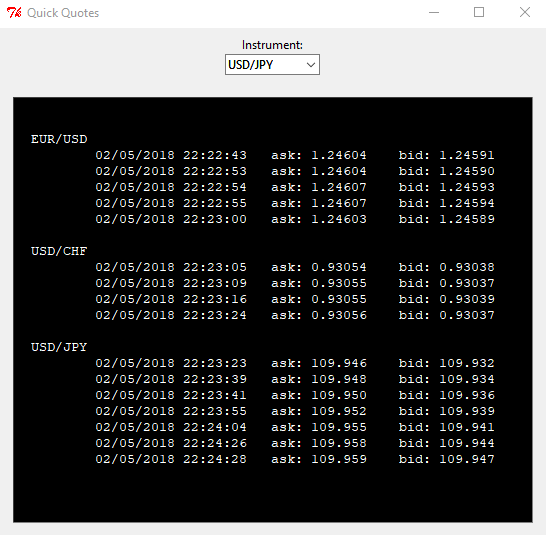 Quick Quotes
Instrument:
USD/JPY
EUR/USD
02/05/2018 22:22:43 ask: 1.24604 bid: 1.24591
02/05/2018 22:22:53 ask: 1.24604 bid: 1.24590
02/05/2018 22:22:54 ask: 1.24607 bid: 1.24593
02/05/2018 22:22:55 ask: 1.24607 bid: 1.24594
02/05/2018 22:23:00 ask: 1.24603 bid: 1.24589
USD/CHF
02/05/2018 22:23:05 ask: 0.93054 bid: 0.93038
02/05/2018 22:23:09 ask: 0.93055 bid: 0.93037
02/05/2018 22:23:16 ask: 0.93055 bid: 0.93039
02/05/2018 22:23:24 ask: 0.93056 bid: 0.93037
USD/JPY
02/05/2018 22:23:23 ask: 109.946 bid: 109.932
02/05/2018 22:23:39 ask: 109.948 bid: 109.934
02/05/2018 22:23:41 ask: 109.950 bid: 109.936
02/05/2018 22:23:55 ask: 109.952 bid: 109.939
02/05/2018 22:24:04 ask: 109.955 bid: 109.941
02/05/2018 22:24:26 ask: 109.958 bid: 109.944
02/05/2018 22:24:28 ask: 109.959 bid: 109.947